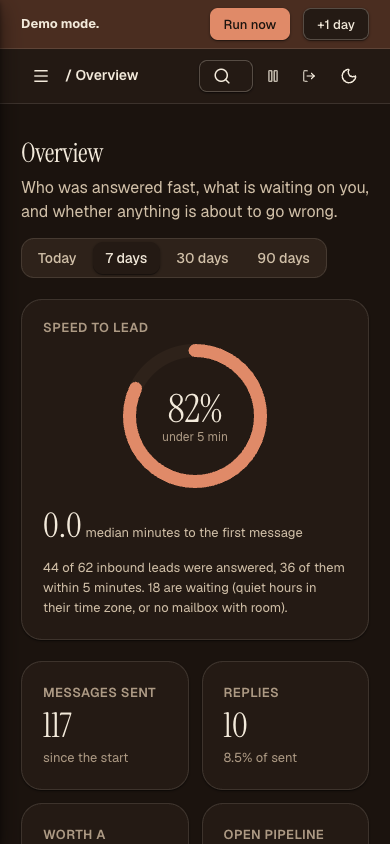 Demo mode.
Run now
+1 day
/ Overview
Overview
Who was answered fast, what is waiting on you,
and whether anything is about to go wrong.
Today
7 days
30 days
90 days
SPEED TO LEAD
82%
under 5 min
0.0 median minutes to the first message
44 of 62 inbound leads were answered, 36 of them
within 5 minutes. 18 are waiting (quiet hours in
their time zone, or no mailbox with room).
MESSAGES SENT
117
since the start
REPLIES
10
8.5% of sent
WORTH A
OPEN PIPELINE